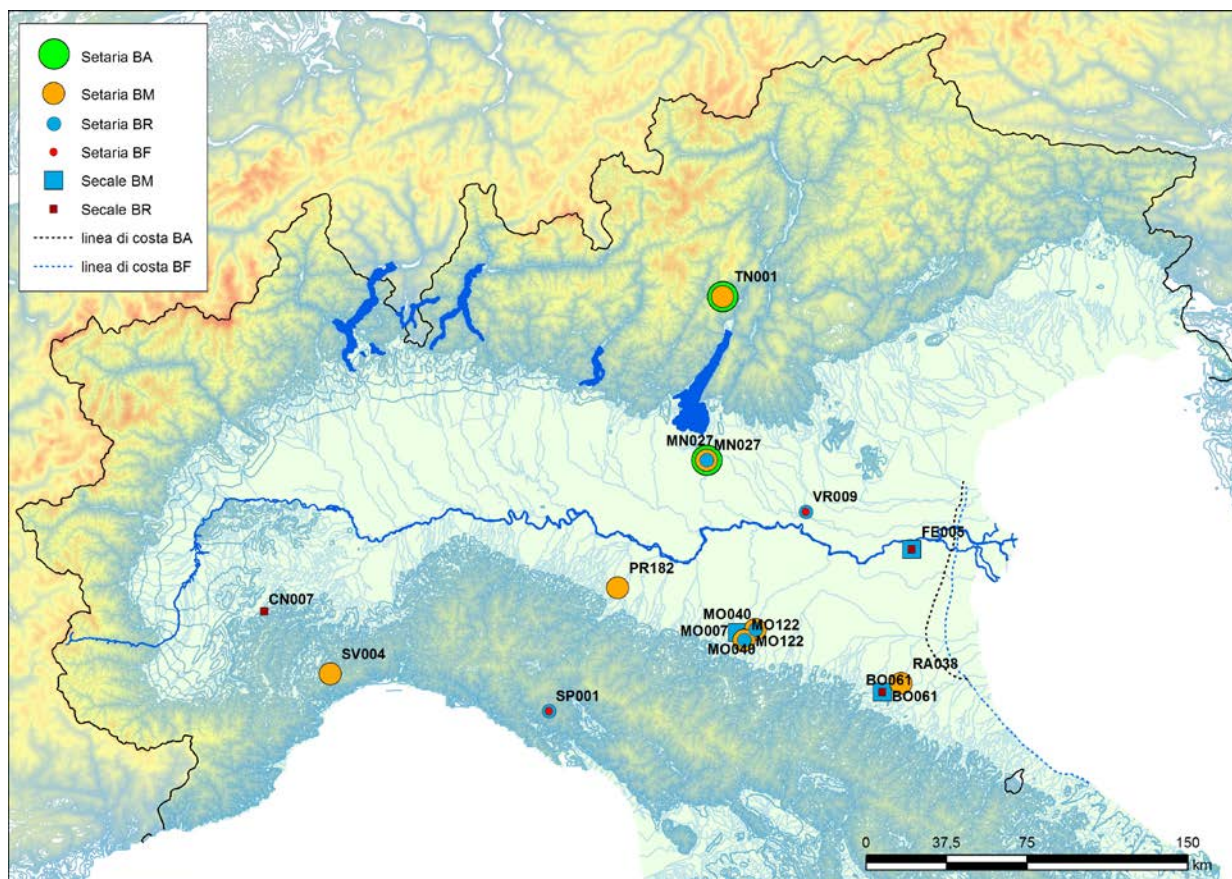 Setaria BA
Setaria BM
Setaria BR
Setaria BF
Secale BM
Secale BR
linea di costa BA
linea di costa BF
TN001
MN027 MN027
VR009
FE005
PR182
CN007
MO040
MO007 MO122
MO048 MO122
SV004
RA038
BO061
BO061
SP001
0 37,5 75 150
km